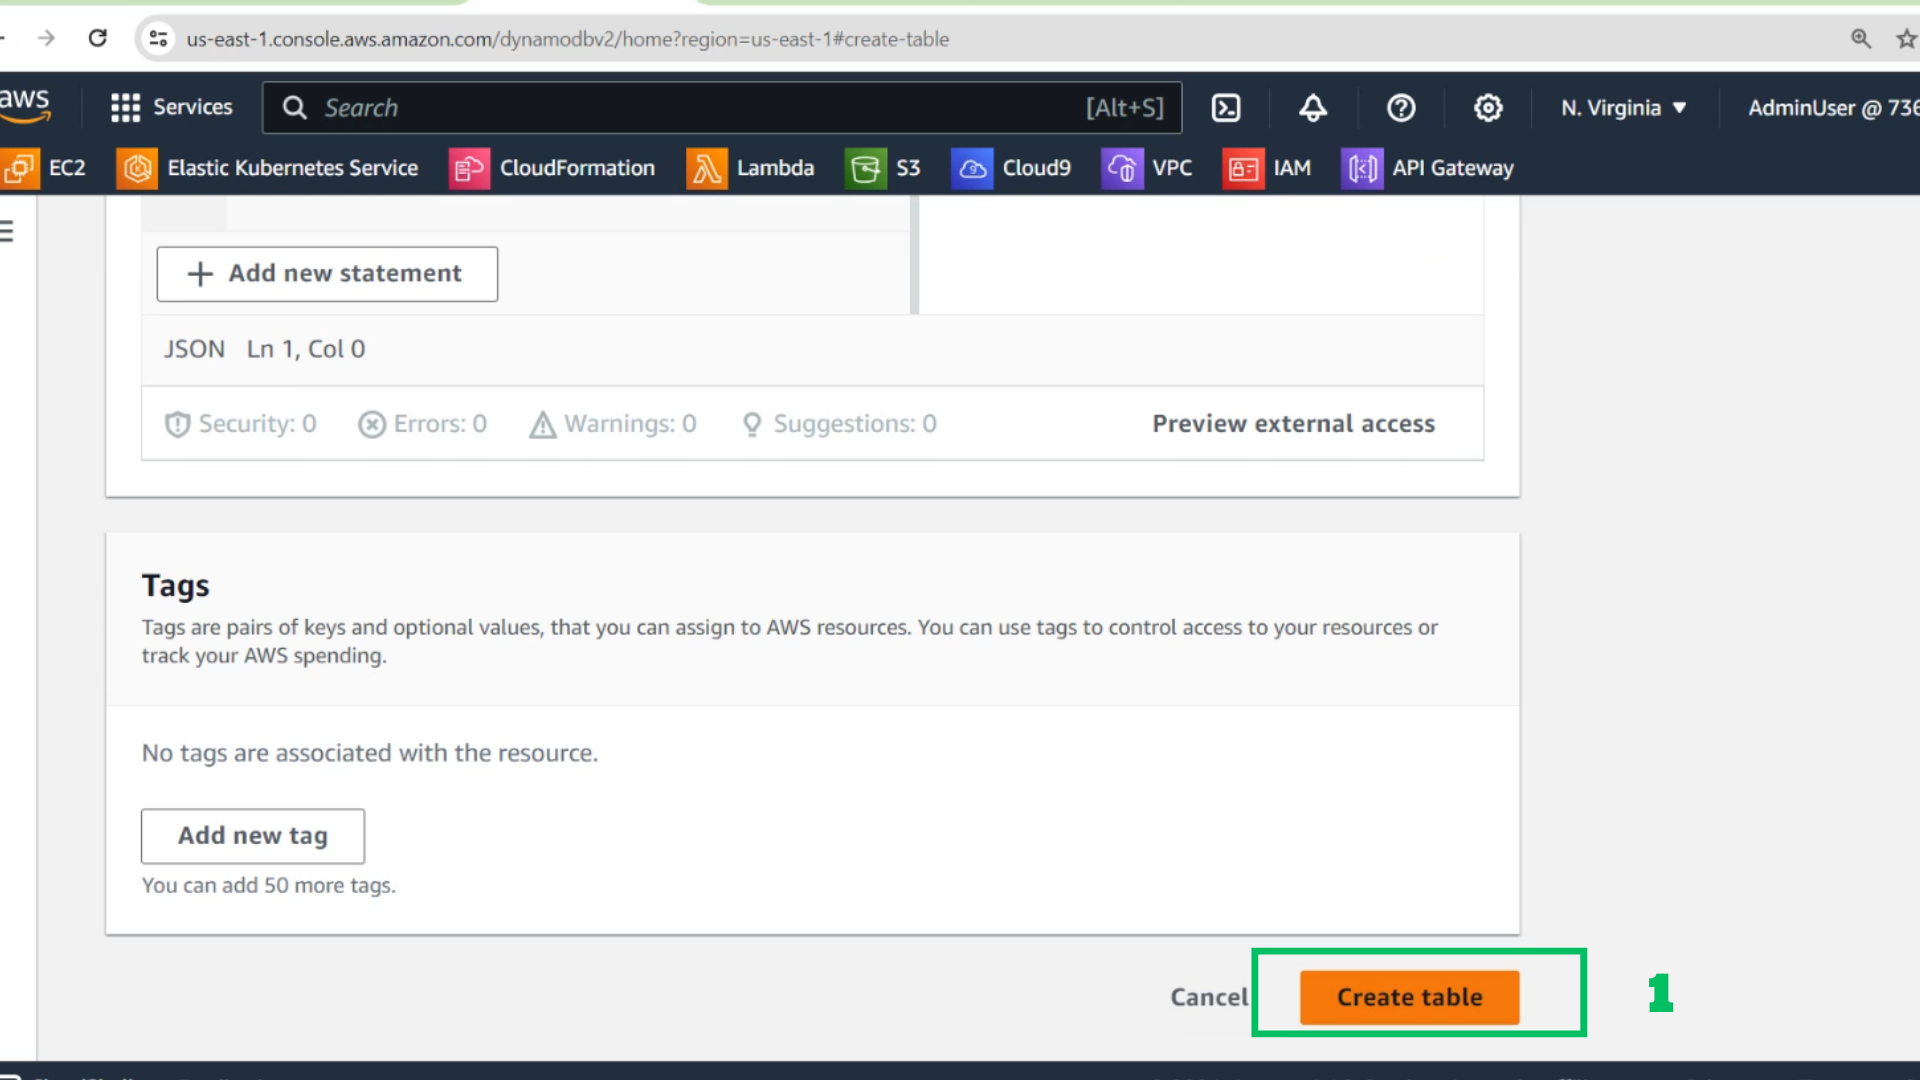 us-east-1.console.aws.amazon.com/dynamodbv2/home?region=us-east-1#create-table
aws
Services
Search
[Alt+S]
N. Virginia
AdminUser @ 736
EC2
Elastic Kubernetes Service
CloudFormation
Lambda
S3
Cloud9
VPC
IAM
API Gateway
Add new statement
JSON Ln 1, Col 0
Security: 0
Errors: 0
Warnings: 0
Suggestions: 0
Preview external access
Tags
Tags are pairs of keys and optional values, that you can assign to AWS resources. You can use tags to control access to your resources or
track your AWS spending.
No tags are associated with the resource.
Add new tag
You can add 50 more tags.
Cancel
Create table
1